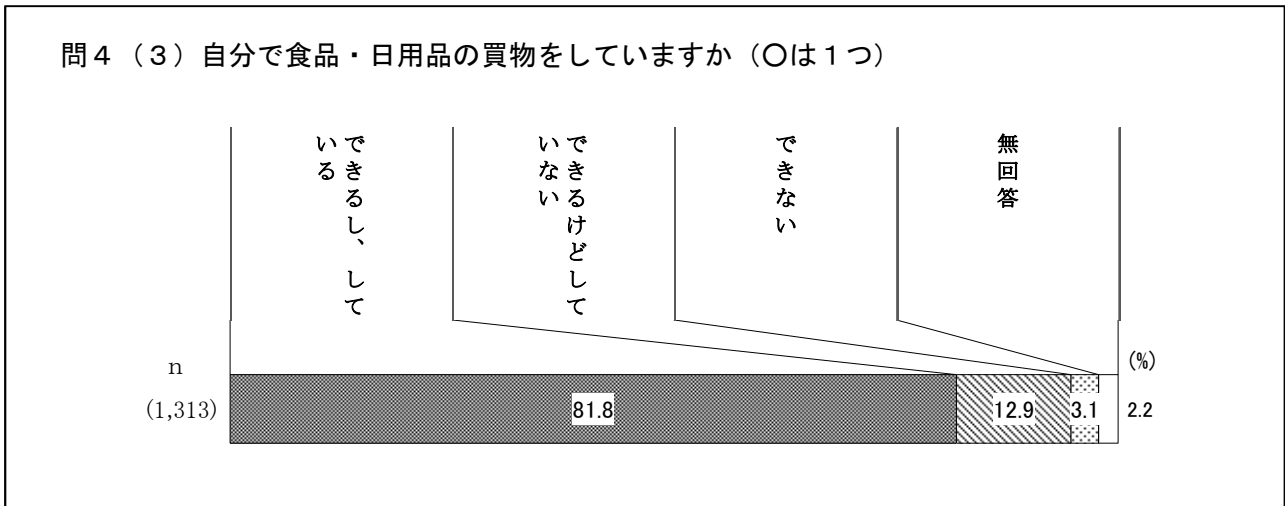 問４（３）自分で食品・日用品の買物をしていますか（〇は１つ）
できるし、して
いる
できるけどして
いない
できない
無回答
(%)
n
(1,313)
81.8
12.9
3.1
2.2